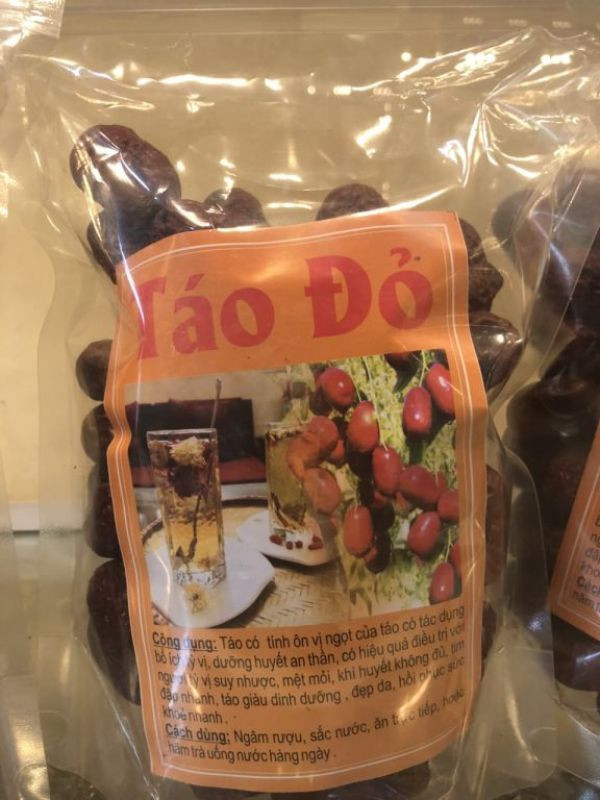 Táo Đỏ
Công dụng: Táo có tính ôn vị ngọt của táo có tác dụng
bổ ích tỳ vị, dưỡng huyết an thần, có hiệu quả điều trị với
người tỳ vị suy nhược, mệt mỏi, khí huyết không đủ, tim
đập nhanh, táo giàu dinh dưỡng , đẹp da, hồi phục sức
khoẻ nhanh .
Cách dùng: Ngâm rượu, sắc nước, ăn trực tiếp, hoặc
hãm trà uống nước hàng ngày .
Cách